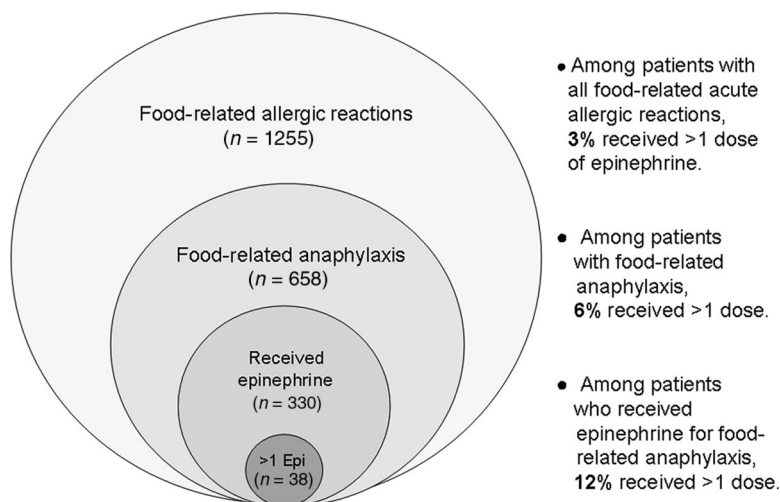 Food-related allergic reactions
(n = 1255)
Food-related anaphylaxis
(n = 658)
Received
epinephrine
(n = 330)
>1 Epi
(n = 38)
• Among patients with
all food-related acute
allergic reactions,
3% received >1 dose
of epinephrine.
• Among patients
with food-related
anaphylaxis,
6% received >1 dose.
• Among patients
who received
epinephrine for food-
related anaphylaxis,
12% received >1 dose.